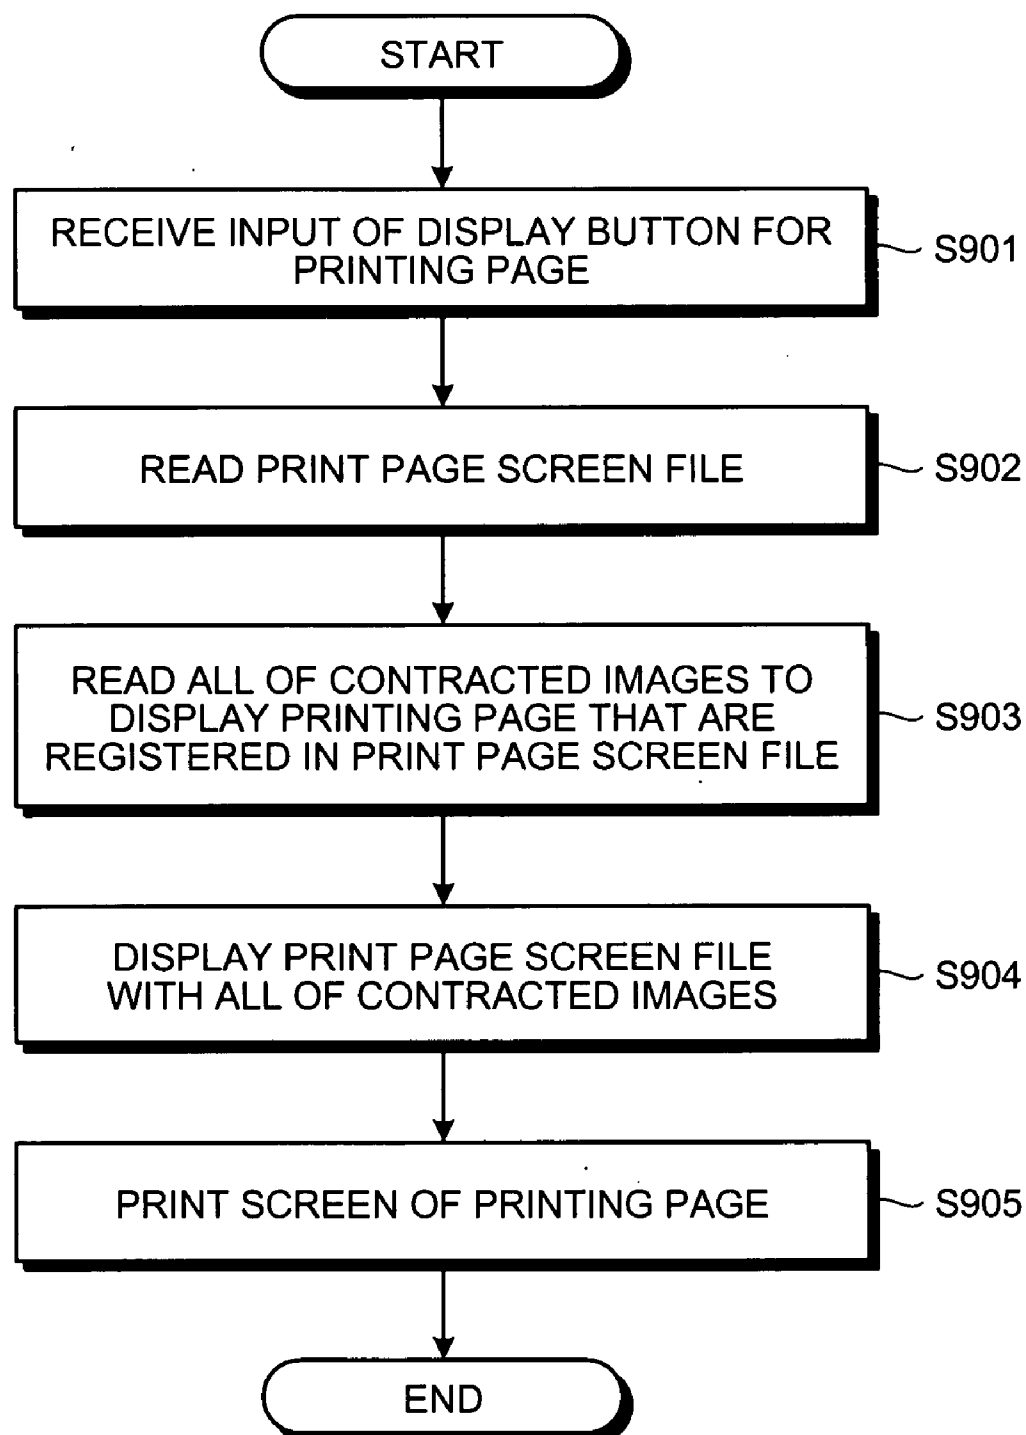 START
RECEIVE INPUT OF DISPLAY BUTTON FOR
PRINTING PAGE
S901
READ PRINT PAGE SCREEN FILE
S902
READ ALL OF CONTRACTED IMAGES TO
DISPLAY PRINTING PAGE THAT ARE
REGISTERED IN PRINT PAGE SCREEN FILE
S903
DISPLAY PRINT PAGE SCREEN FILE
WITH ALL OF CONTRACTED IMAGES
S904
PRINT SCREEN OF PRINTING PAGE
S905
END